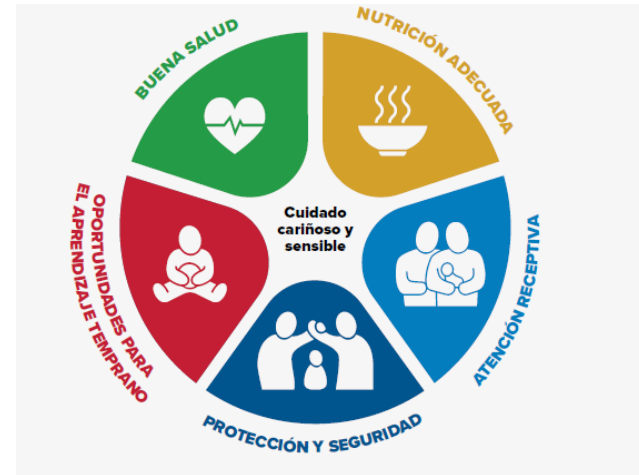 BUENA SALUD
NUTRICIÓN ADECUADA
Cuidado
cariñoso y
sensible
OPORTUNIDADES PARA
EL APRENDIZAJE TEMPRANO
ATENCIÓN RECEPTIVA
PROTECCIÓN Y SEGURIDAD